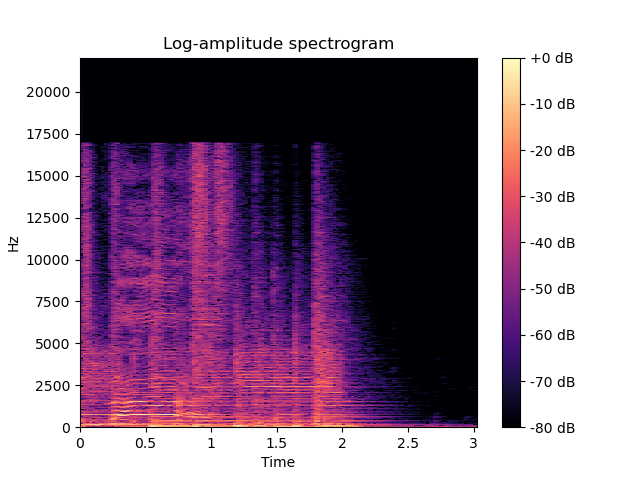 Log-amplitude spectrogram
20000
17500
15000
12500
10000
7500
5000
2500
0
Hz
0 0.5 1 1.5 2 2.5 3
Time
+0 dB
-10 dB
-20 dB
-30 dB
-40 dB
-50 dB
-60 dB
-70 dB
-80 dB